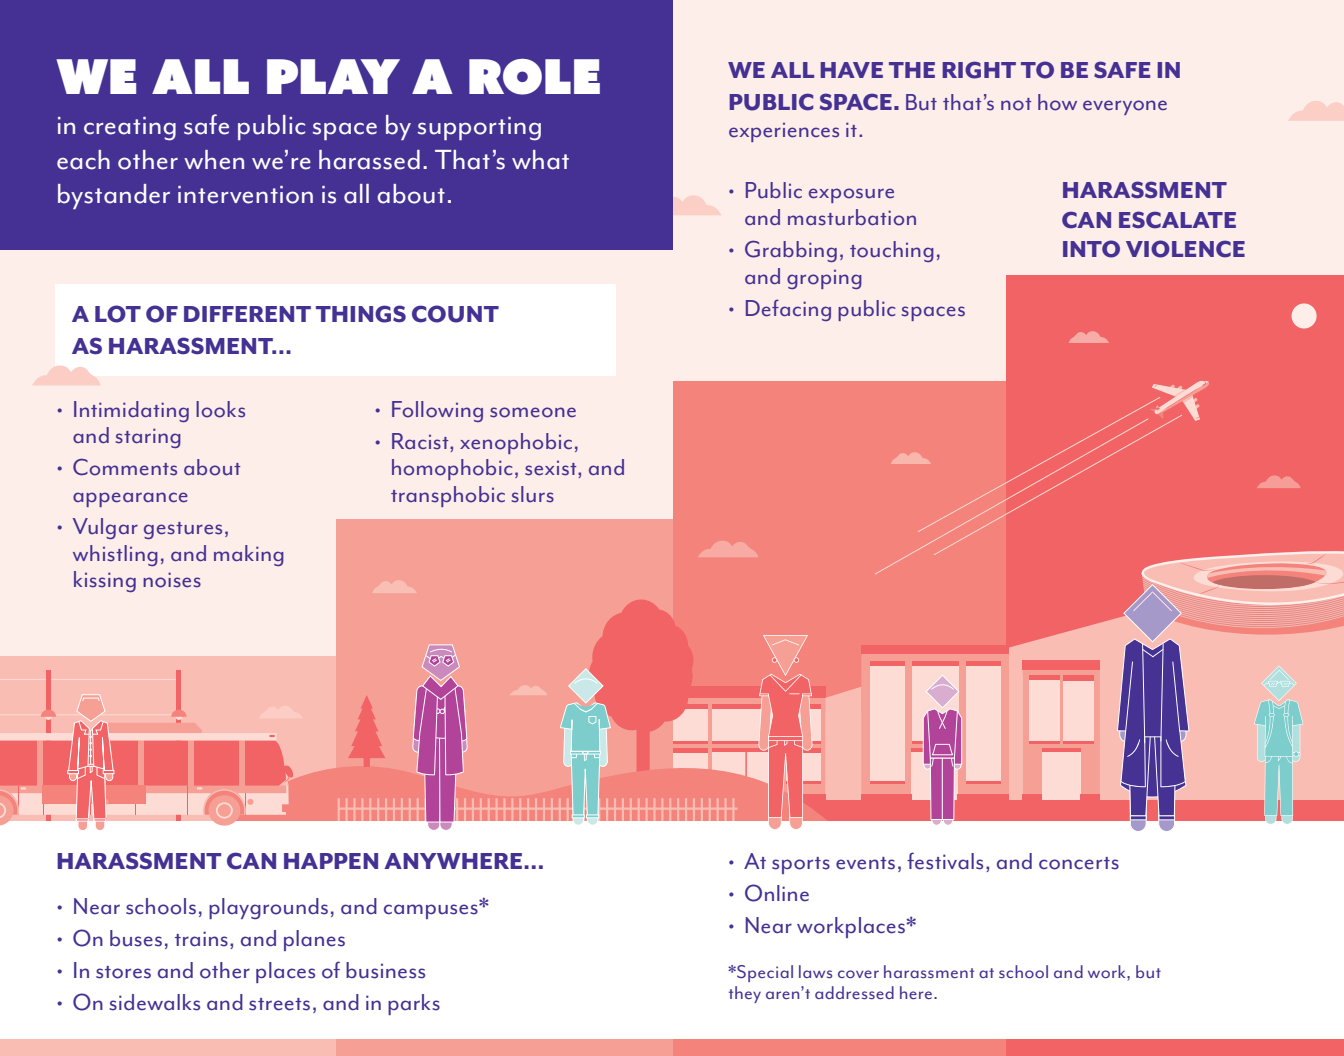 WE ALL PLAY A ROLE
in creating safe public space by supporting
each other when we're harassed. That's what
bystander intervention is all about.
WE ALL HAVE THE RIGHT TO BE SAFE IN
PUBLIC SPACE. But that's not how everyone
experiences it.
A LOT OF DIFFERENT THINGS COUNT
AS HARASSMENT...
• Intimidating looks
and staring
• Comments about
appearance
• Vulgar gestures,
whistling, and making
kissing noises
• Following someone
• Racist, xenophobic,
homophobic, sexist, and
transphobic slurs
• Public exposure
and masturbation
• Grabbing, touching,
and groping
• Defacing public spaces
HARASSMENT
CAN ESCALATE
INTO VIOLENCE
HARASSMENT CAN HAPPEN ANYWHERE...
• Near schools, playgrounds, and campuses*
• On buses, trains, and planes
• In stores and other places of business
• On sidewalks and streets, and in parks
• At sports events, festivals, and concerts
• Online
• Near workplaces*
*Special laws cover harassment at school and work, but
they aren't addressed here.